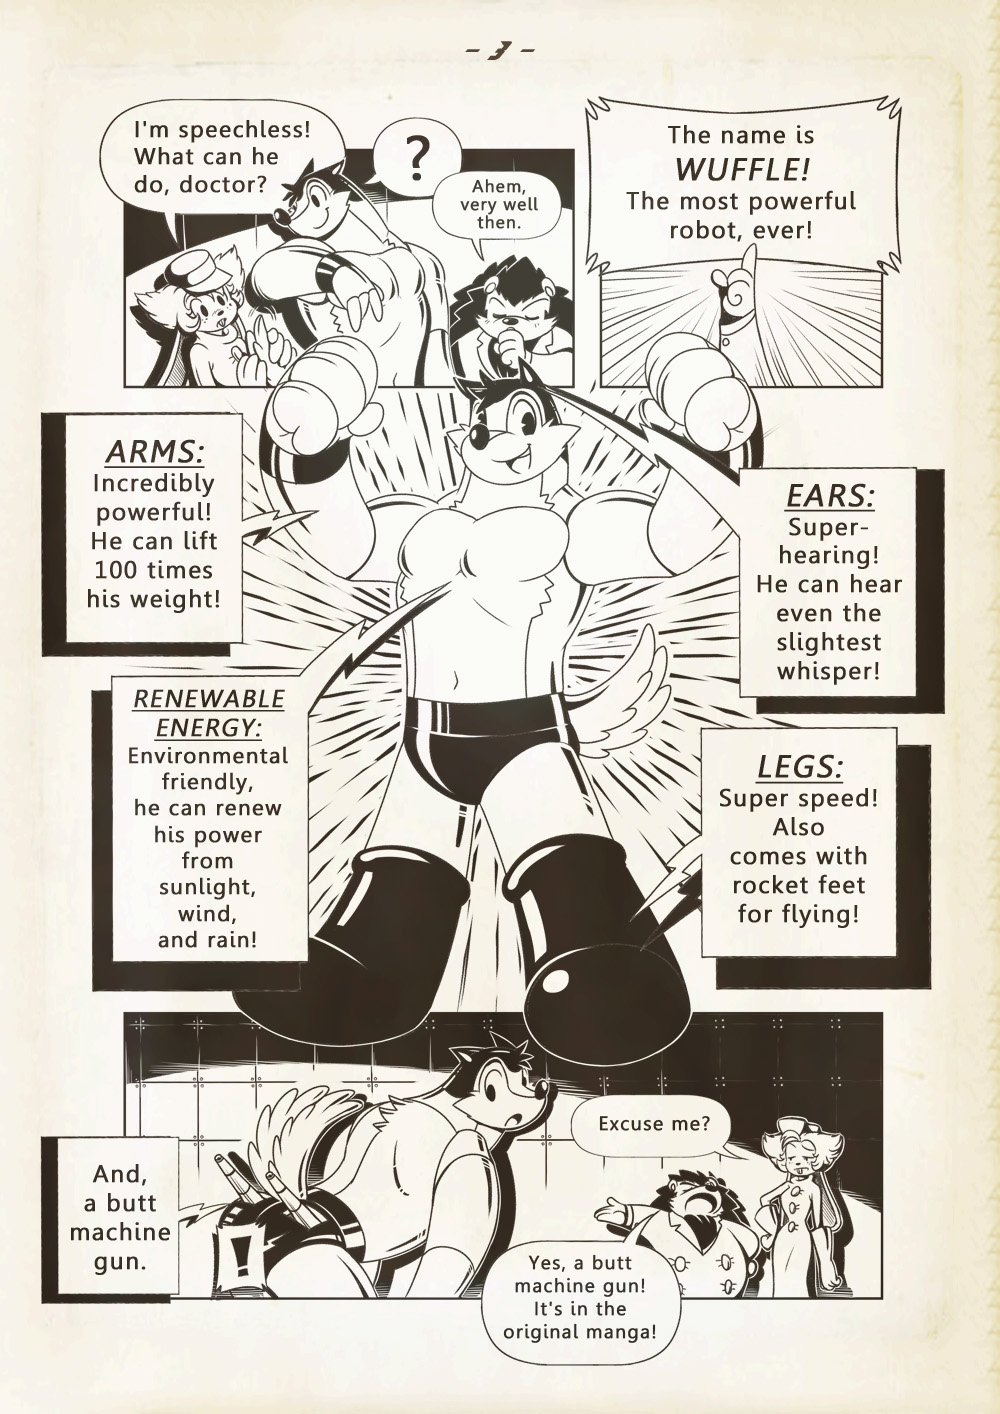 - 3 -
I'm speechless!
What can he
do, doctor?
?
Ahem,
very well
then.
The name is
WUFFLE!
The most powerful
robot, ever!
ARMS:
Incredibly
powerful!
He can lift
100 times
his weight!
EARS:
Super-
hearing!
He can hear
even the
slightest
whisper!
RENEWABLE
ENERGY:
Environmental
friendly,
he can renew
his power
from
sunlight,
wind,
and rain!
LEGS:
Super speed!
Also
comes with
rocket feet
for flying!
And,
a butt
machine
gun.
!
Excuse me?
Yes, a butt
machine gun!
It's in the
original manga!